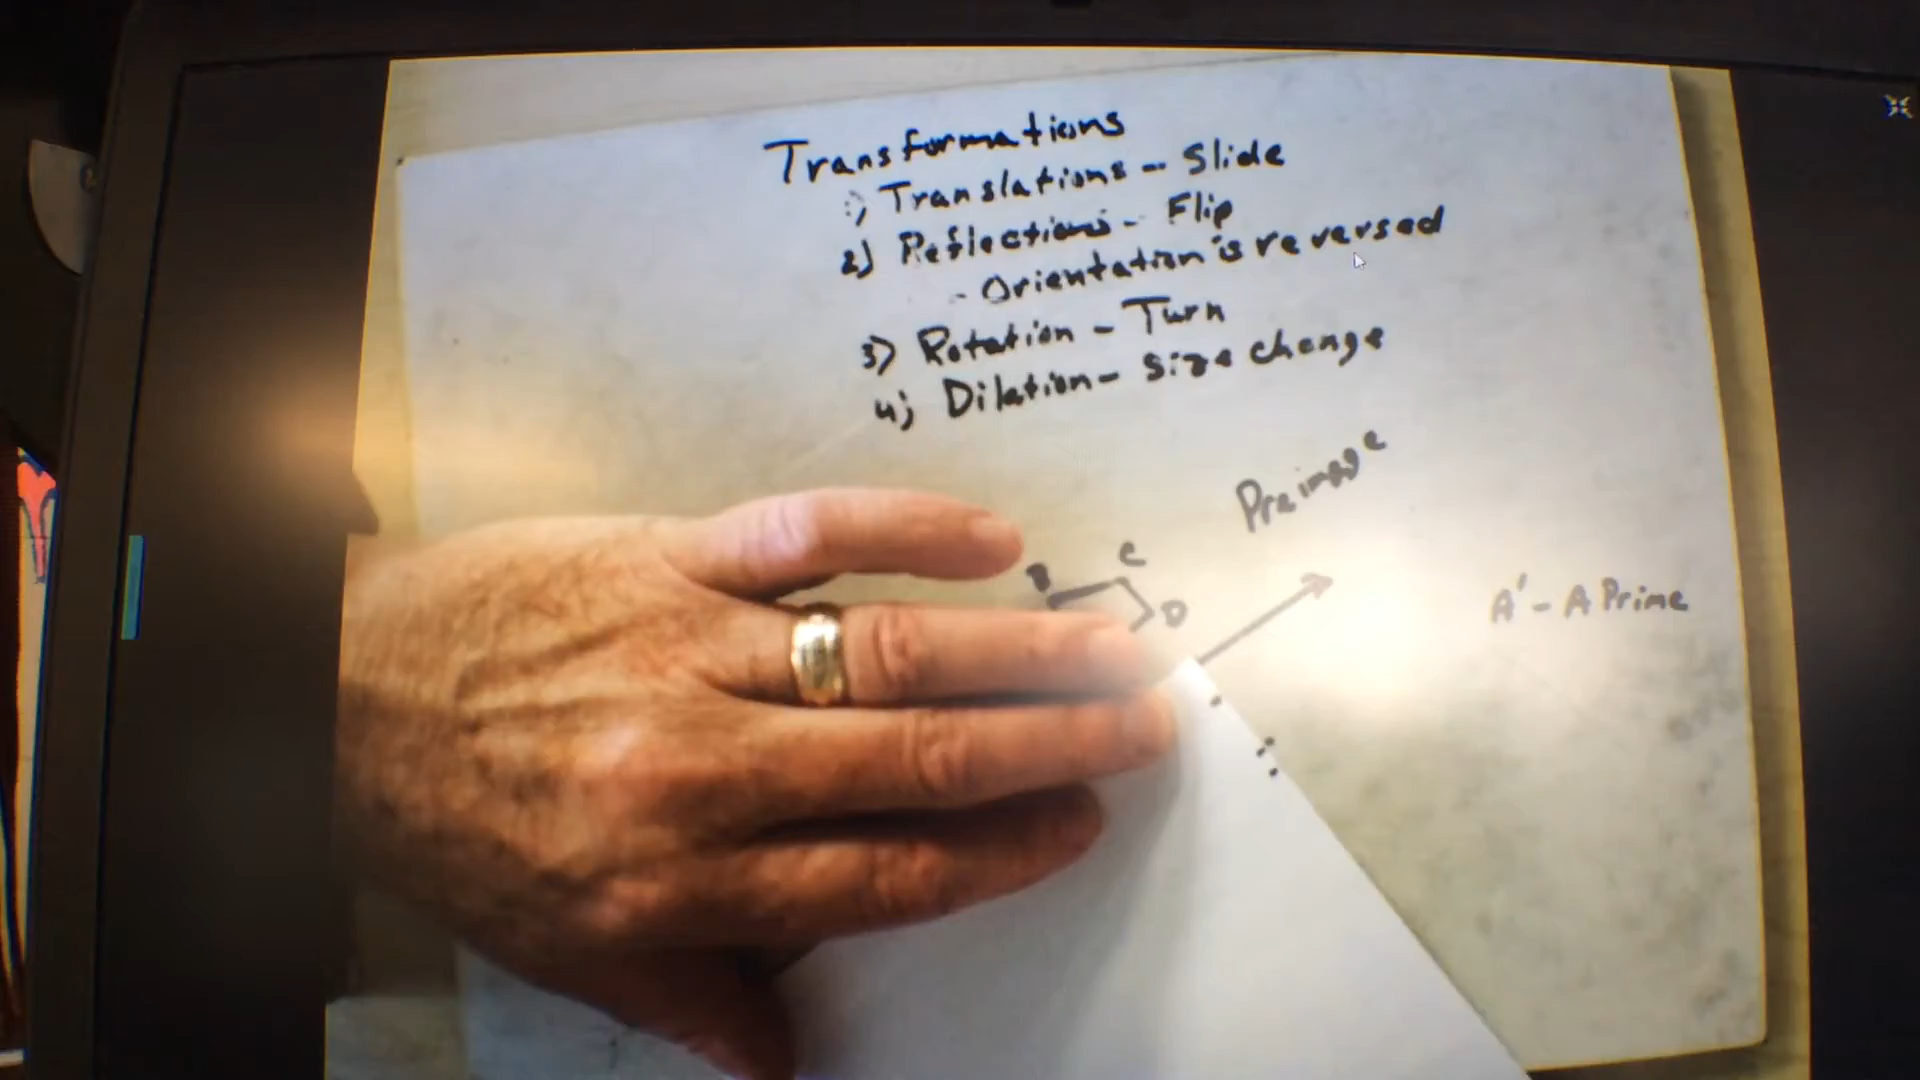 Transformations
1) Translations - Slide
2) Reflections - Flip
- Orientation is reversed
3) Rotation - Turn
4) Dilation - Size change
Preimage
B C
D
A' - A Prime